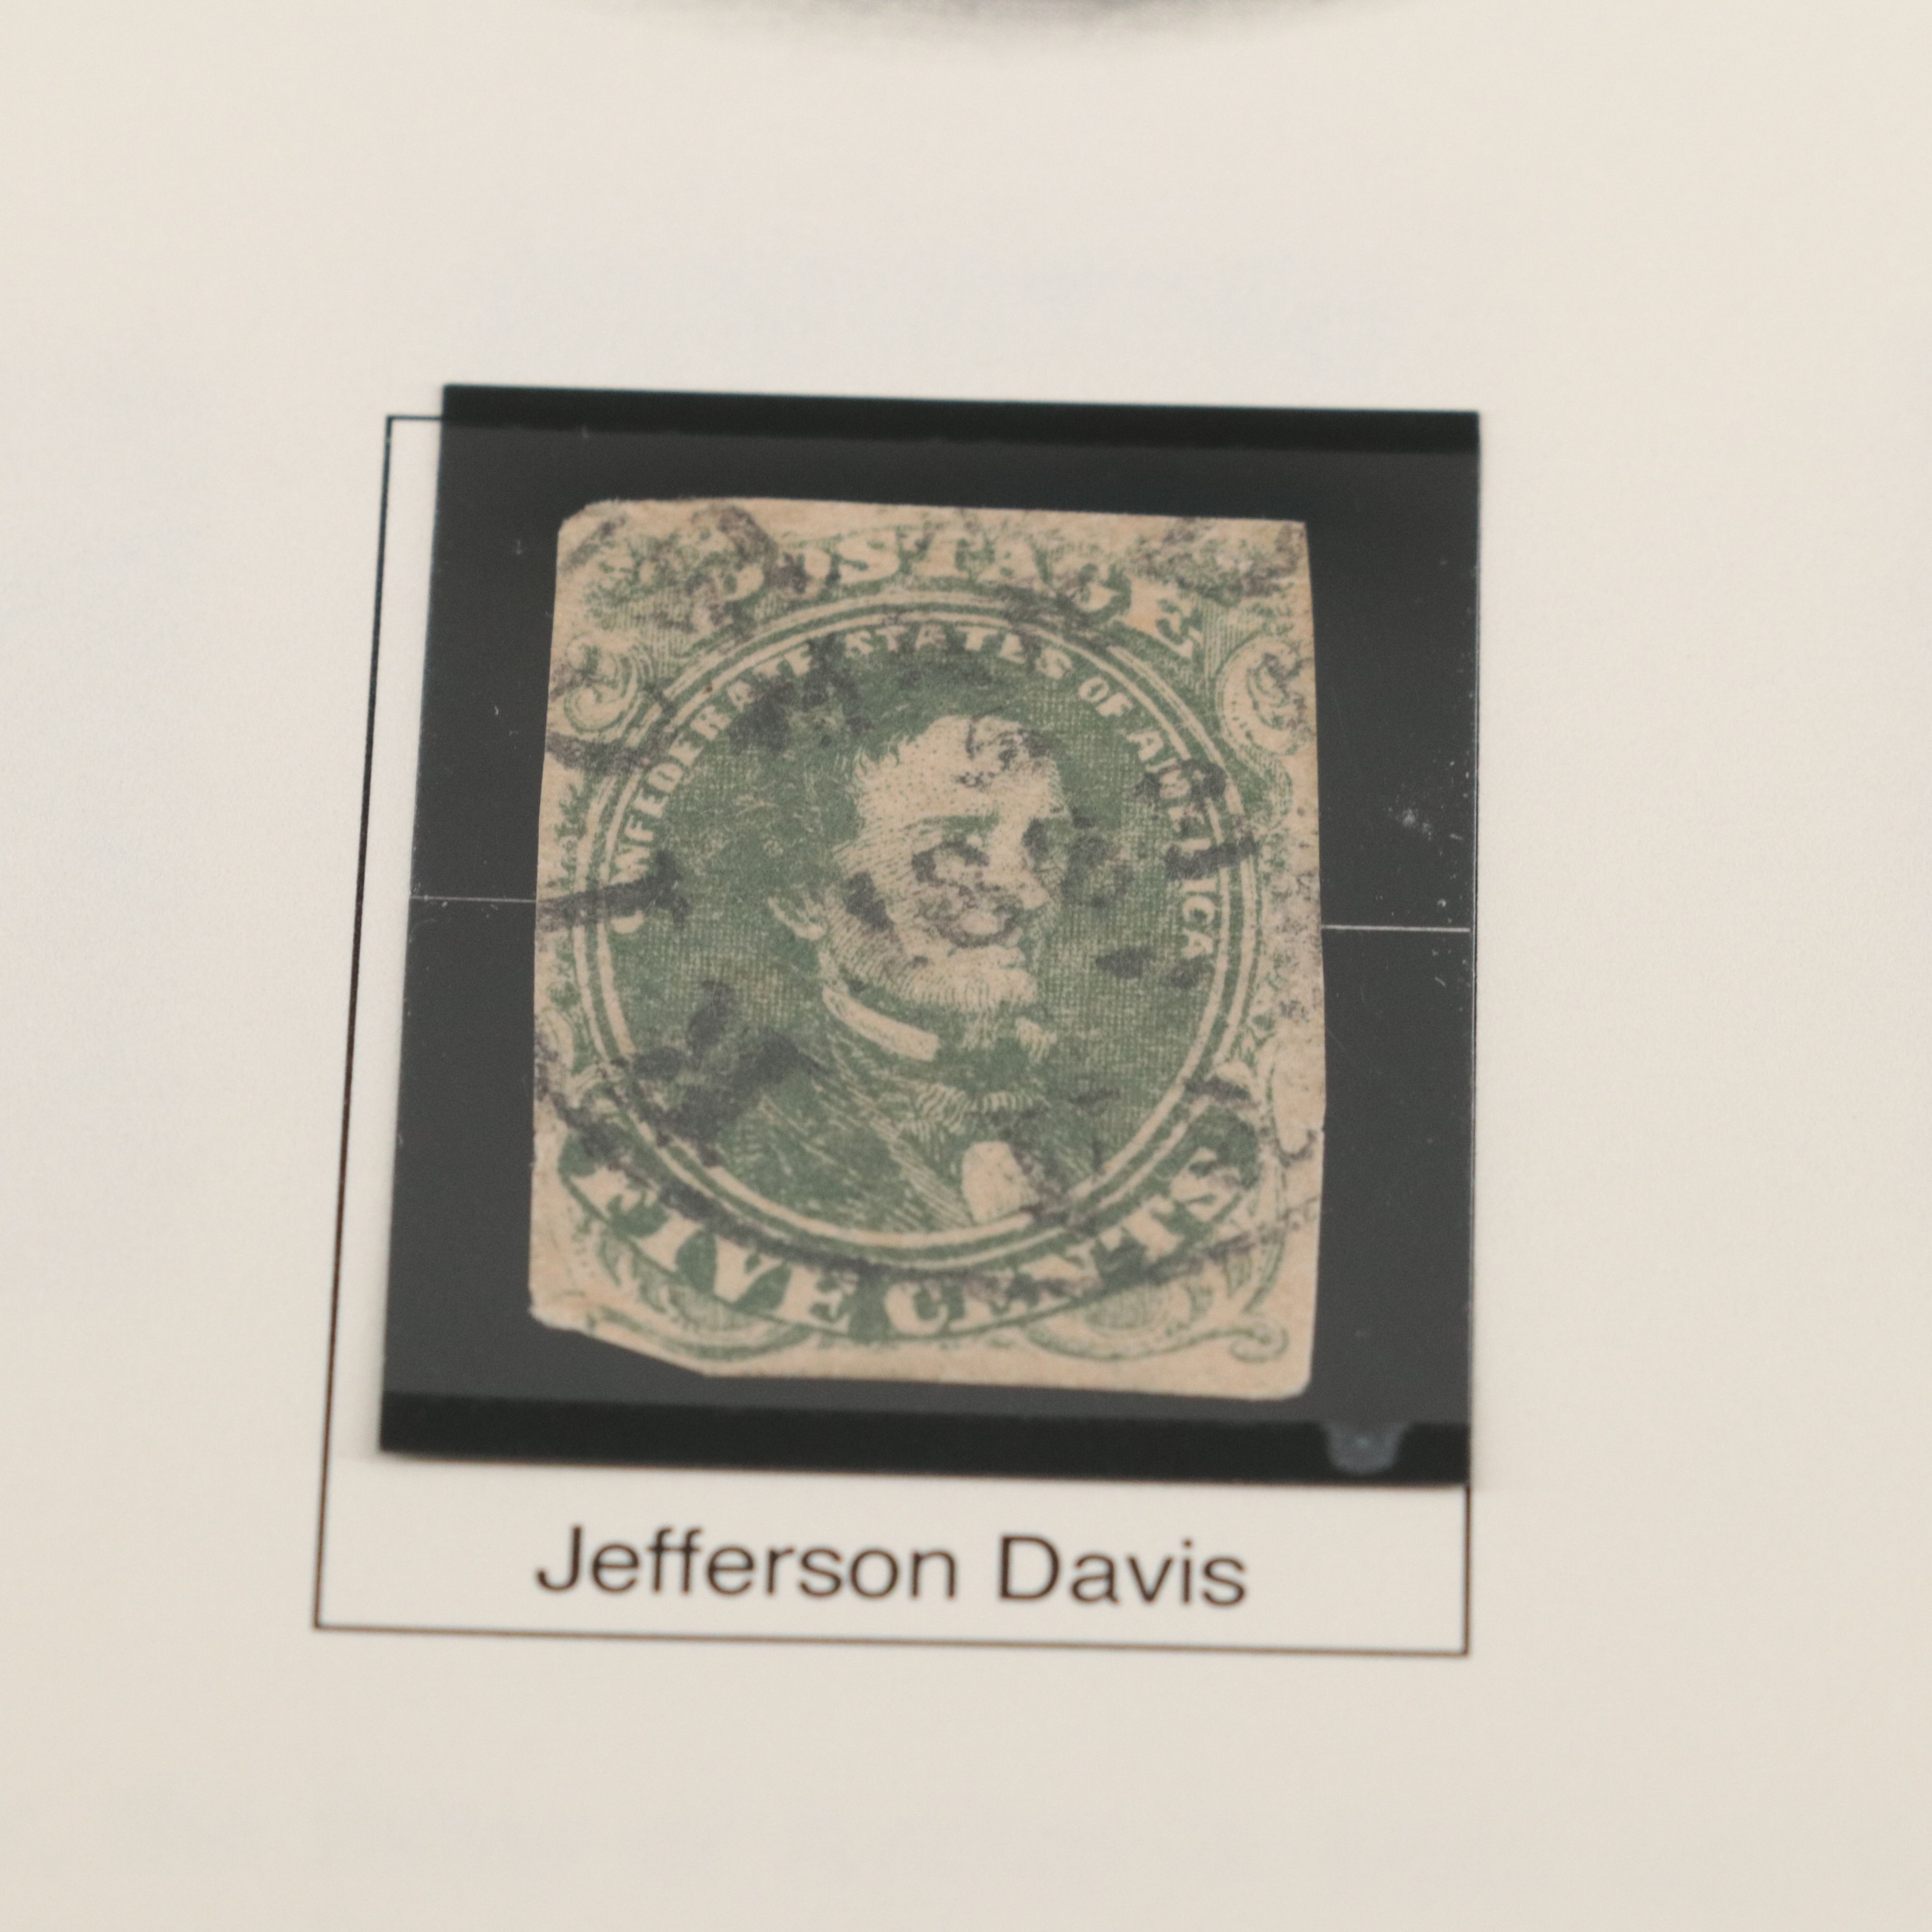 POSTAGE
CONFEDERATE STATES OF AMERICA
FIVE CENTS
Jefferson Davis